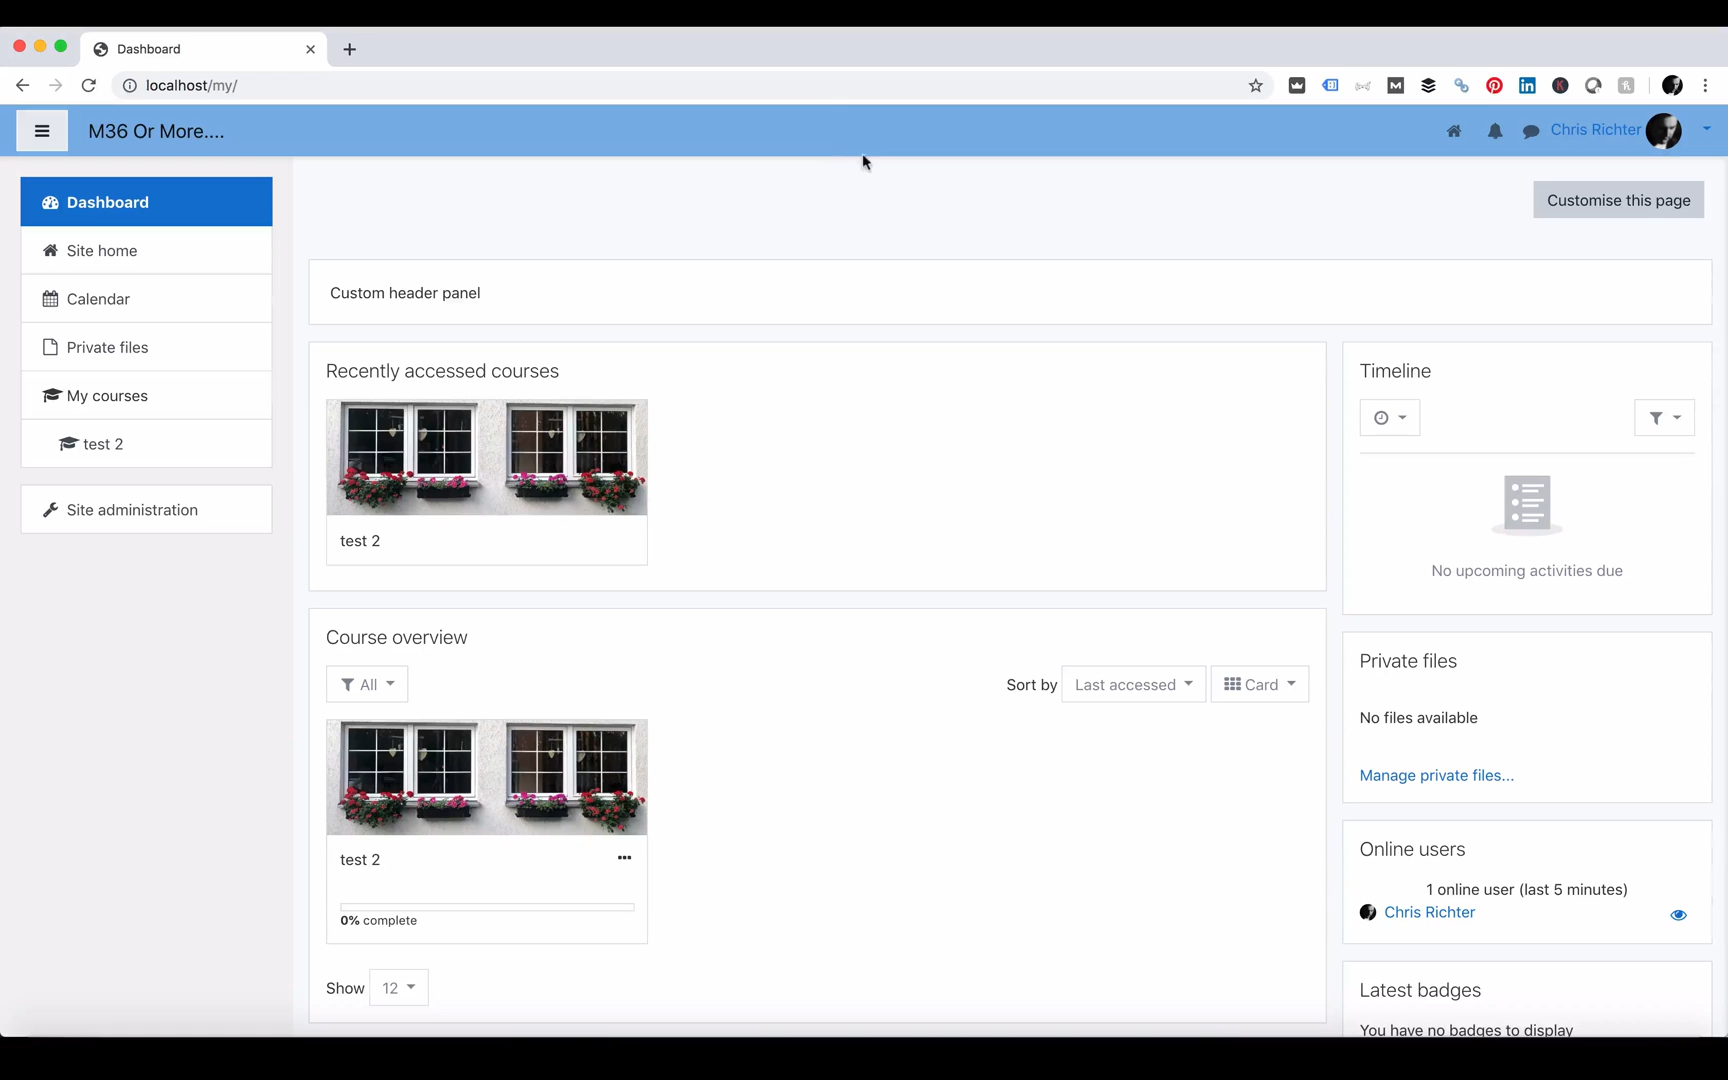 Dashboard
localhost/my/
M36 Or More....
Chris Richter
Dashboard
Site home
Calendar
Private files
My courses
test 2
Site administration
Customise this page
Custom header panel
Recently accessed courses
test 2
Course overview
All
Sort by
Last accessed
Card
test 2
0% complete
Show
12
Timeline
No upcoming activities due
Private files
No files available
Manage private files...
Online users
1 online user (last 5 minutes)
Chris Richter
Latest badges
You have no badges to display